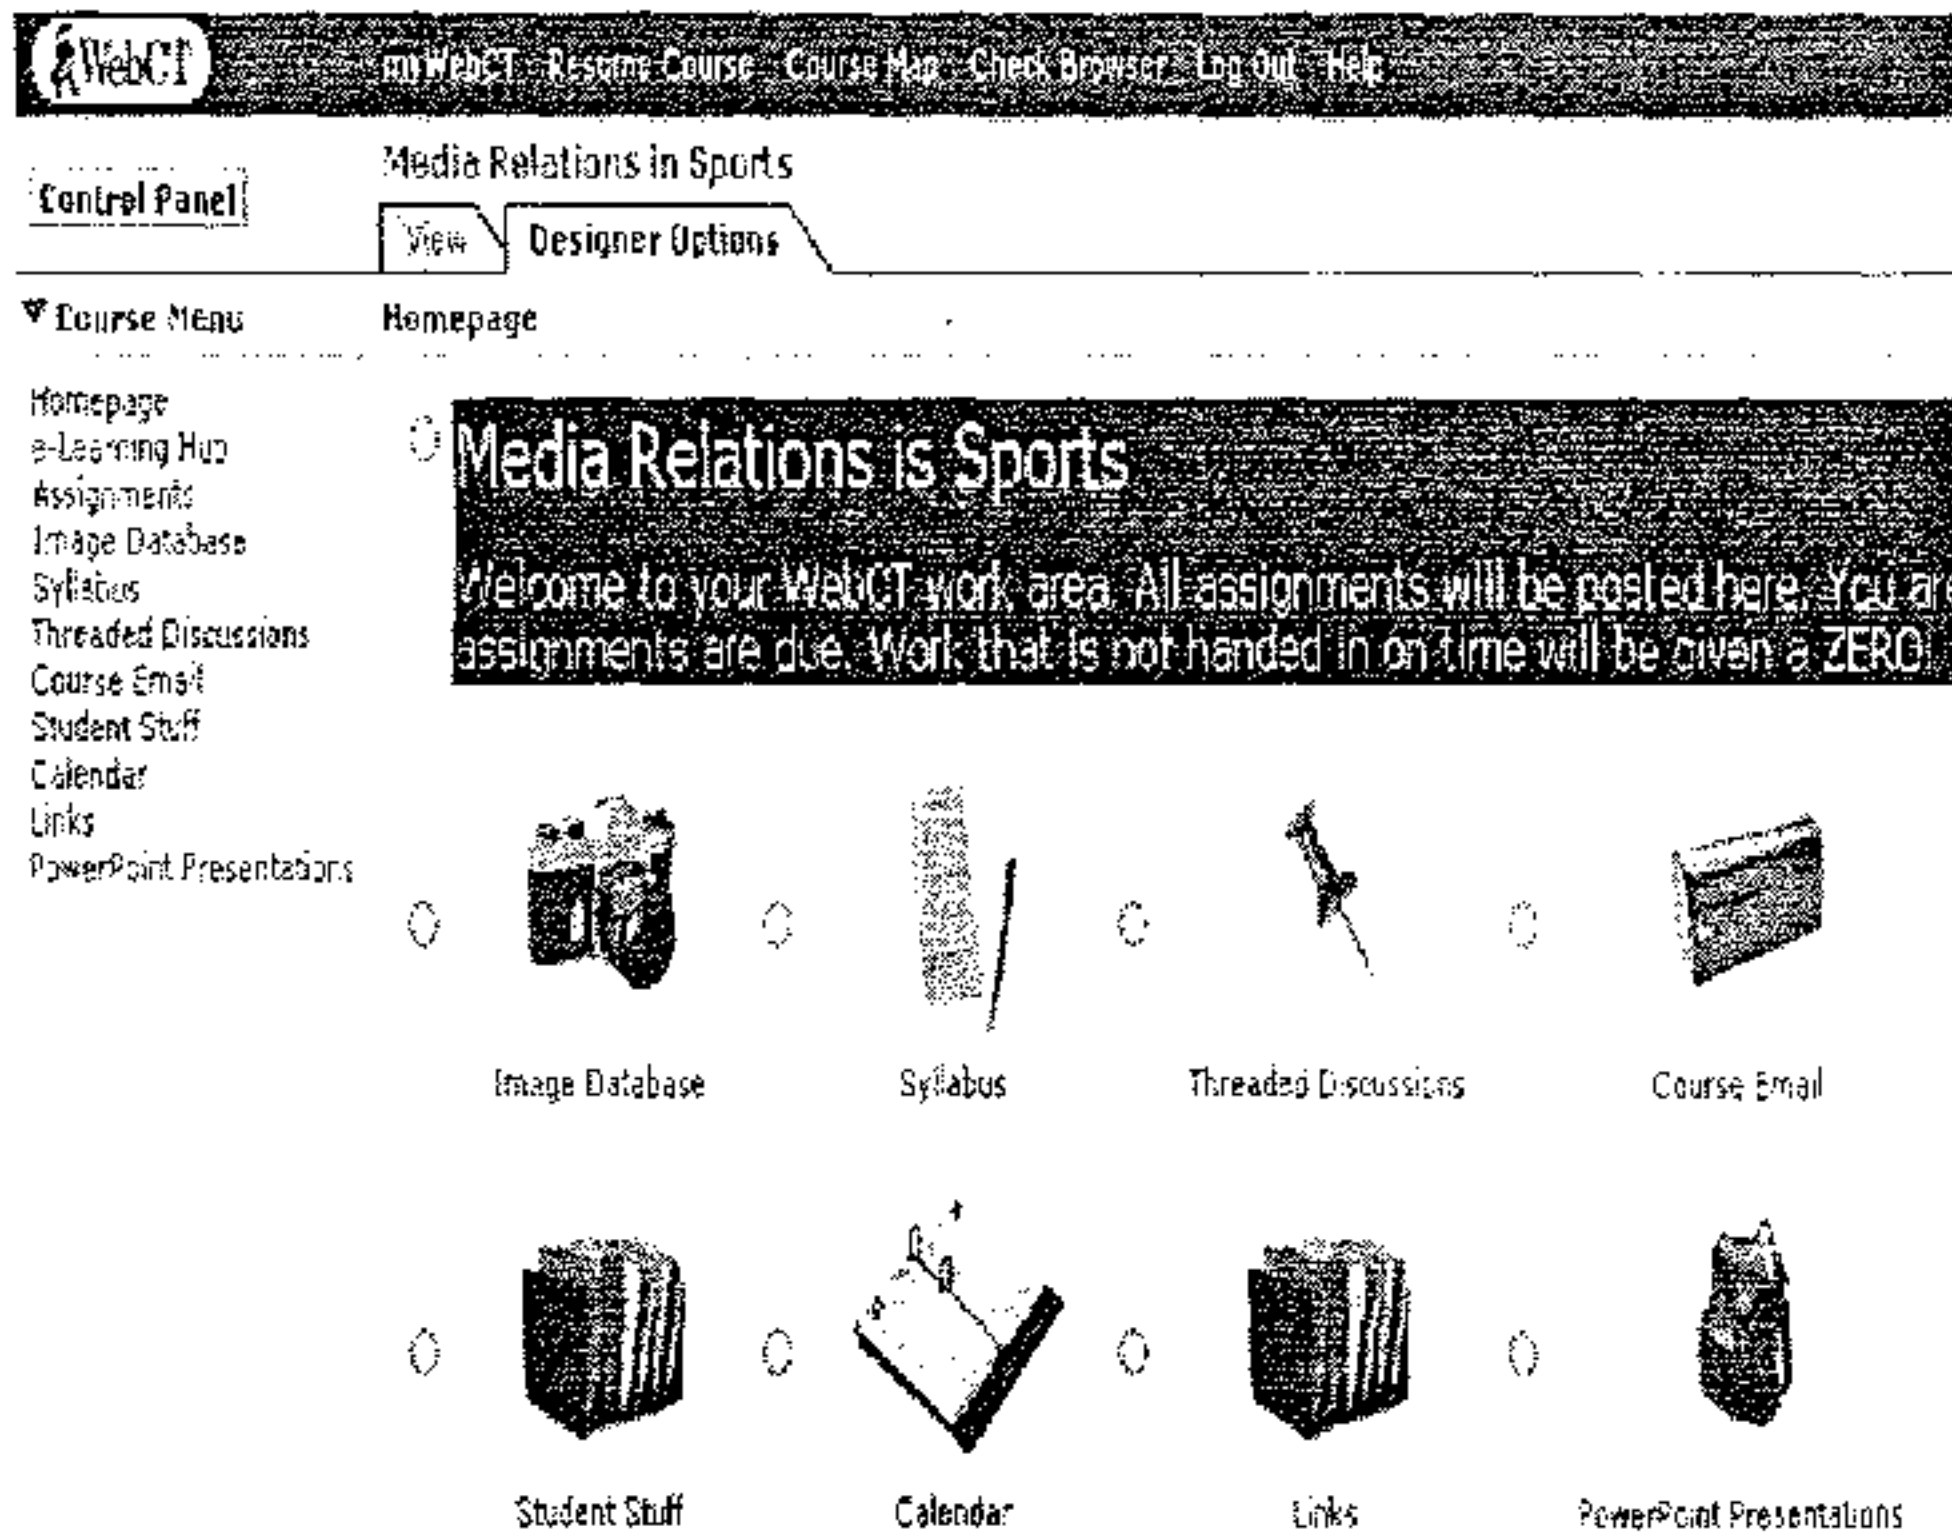 WebCT
myWebCT Resume Course Course Map Check Browser Log Out Help
Control Panel
Media Relations in Sports
View Designer Options
Course Menu
Homepage
Homepage
e-Learning Hub
Assignments
Image Database
Syllabus
Threaded Discussions
Course Email
Student Stuff
Calendar
Links
PowerPoint Presentations
Media Relations is Sports
Welcome to your WebCT work area. All assignments will be posted here. You are
assignments are due. Work that is not handed in on time will be given a ZERO!
Image Database Syllabus Threaded Discussions Course Email
Student Stuff Calendar Links PowerPoint Presentations